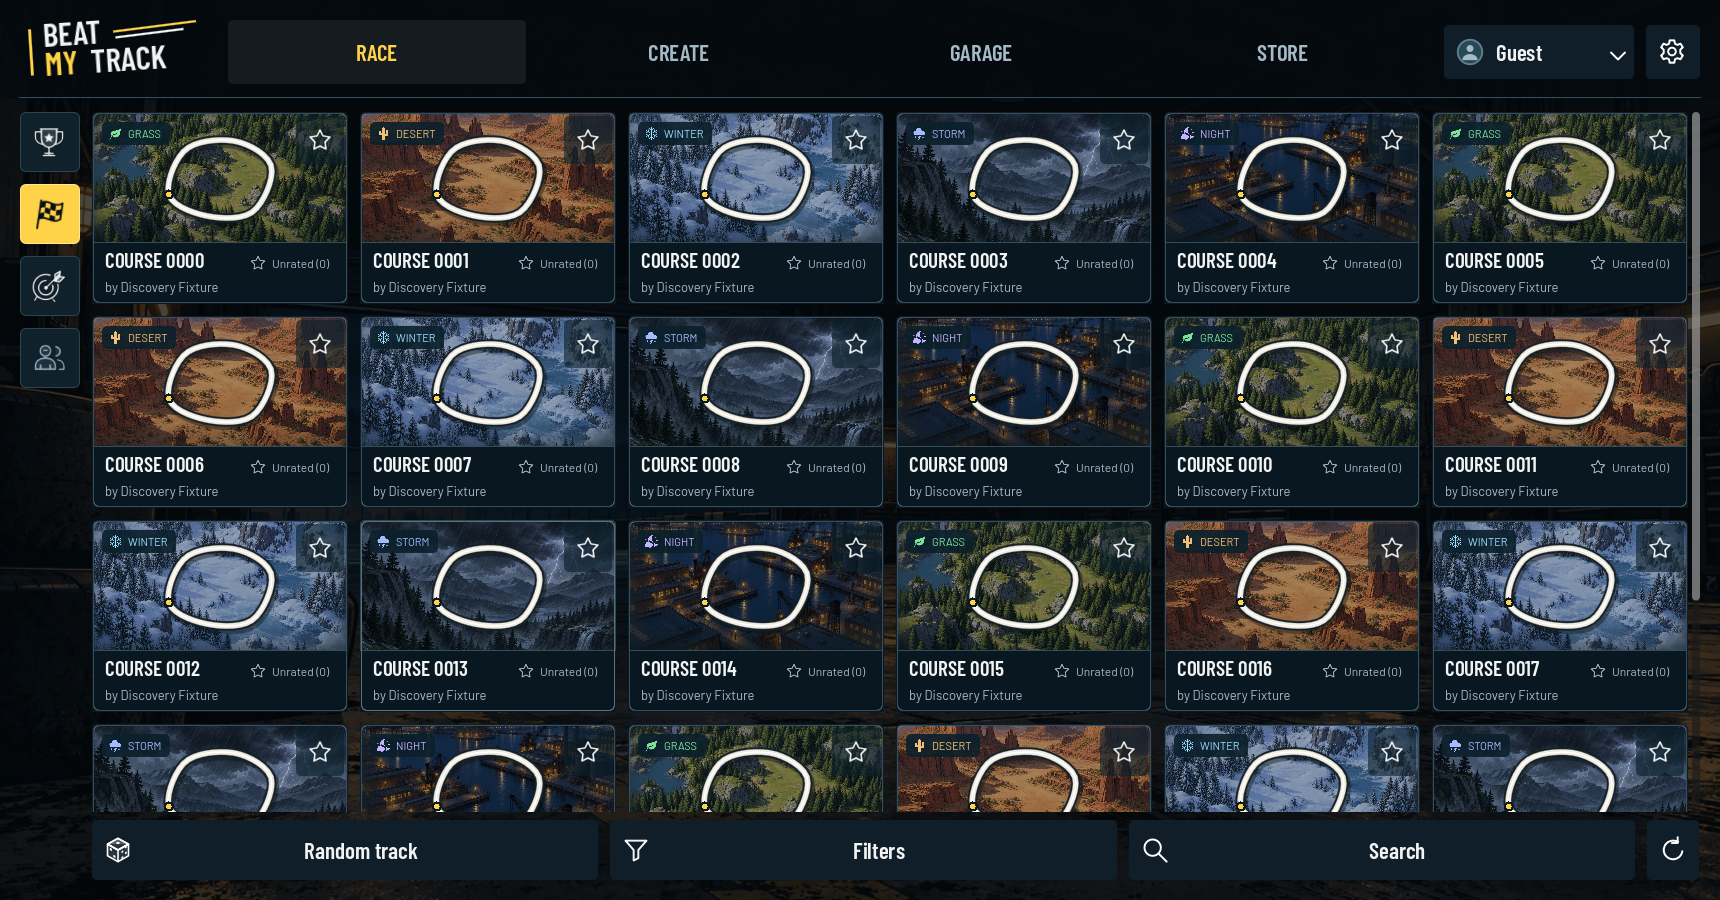 BEAT
MY TRACK
RACE
CREATE
GARAGE
STORE
Guest
GRASS
DESERT
WINTER
STORM
NIGHT
GRASS
COURSE 0000
Unrated (0)
by Discovery Fixture
COURSE 0001
Unrated (0)
by Discovery Fixture
COURSE 0002
Unrated (0)
by Discovery Fixture
COURSE 0003
Unrated (0)
by Discovery Fixture
COURSE 0004
Unrated (0)
by Discovery Fixture
COURSE 0005
Unrated (0)
by Discovery Fixture
DESERT
WINTER
STORM
NIGHT
GRASS
DESERT
COURSE 0006
Unrated (0)
by Discovery Fixture
COURSE 0007
Unrated (0)
by Discovery Fixture
COURSE 0008
Unrated (0)
by Discovery Fixture
COURSE 0009
Unrated (0)
by Discovery Fixture
COURSE 0010
Unrated (0)
by Discovery Fixture
COURSE 0011
Unrated (0)
by Discovery Fixture
WINTER
STORM
NIGHT
GRASS
DESERT
WINTER
COURSE 0012
Unrated (0)
by Discovery Fixture
COURSE 0013
Unrated (0)
by Discovery Fixture
COURSE 0014
Unrated (0)
by Discovery Fixture
COURSE 0015
Unrated (0)
by Discovery Fixture
COURSE 0016
Unrated (0)
by Discovery Fixture
COURSE 0017
Unrated (0)
by Discovery Fixture
STORM
NIGHT
GRASS
DESERT
WINTER
STORM
Random track
Filters
Search